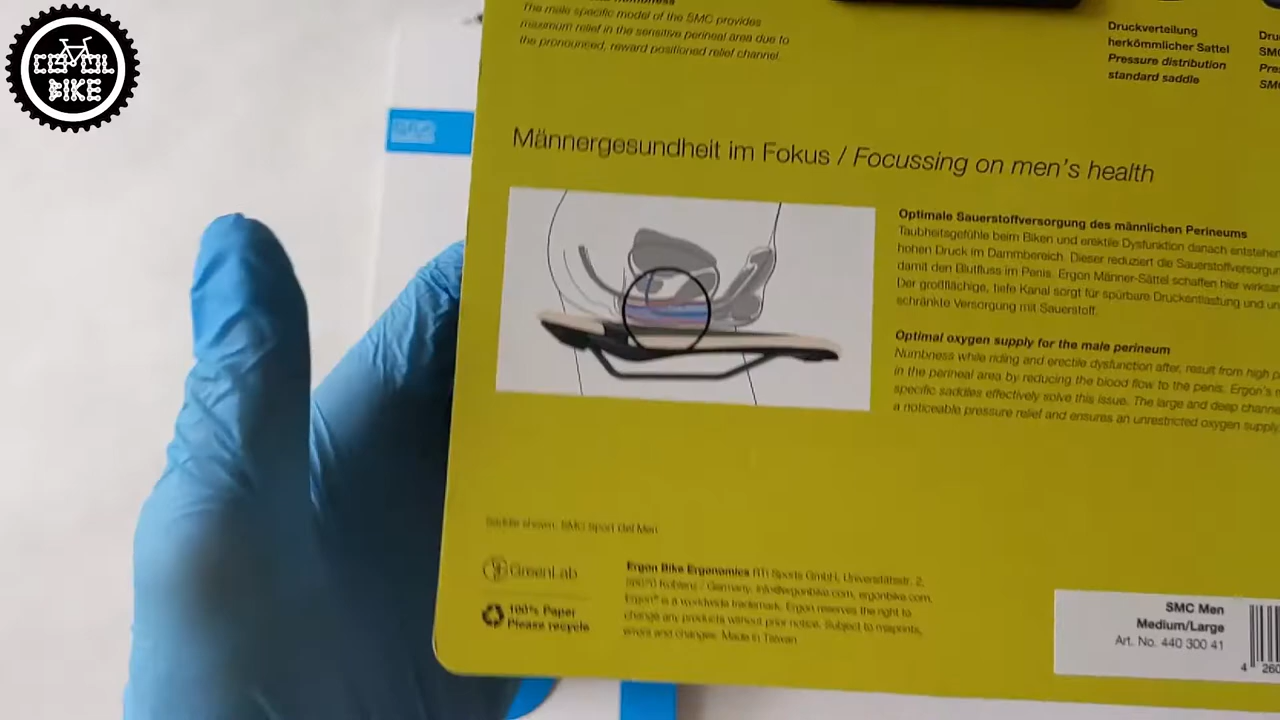 The male specific model of the SMC provides
maximum relief in the sensitive perineal area due to
the pronounced, reward positioned relief channel.
Druckverteilung
herkömmlicher Sattel
Pressure distribution
standard saddle
Männergesundheit im Fokus / Focussing on men's health
Optimale Sauerstoffversorgung des männlichen Perineums
Taubheitsgefühle beim Biken und erektile Dysfunktion danach entstehen
hohen Druck im Dammbereich. Dieser reduziert die Sauerstoffversorgu
damit den Blutfluss im Penis. Ergon Männer-Sättel schaffen hier wirksam
Der großflächige, tiefe Kanal sorgt für spürbare Druckentlastung und un
schränkte Versorgung mit Sauerstoff.
Optimal oxygen supply for the male perineum
Numbness while riding and erectile dysfunction after, result from high p
in the perineal area by reducing the blood flow to the penis. Ergon's
specific saddles effectively solve this issue. The large and deep channe
a noticeable pressure relief and ensures an unrestricted oxygen supply
Saddle shown: SMC Sport Gel Men
GreenLab
100% Paper
Please recycle
Ergon Bike Ergonomics RTI Sports GmbH, Universitätsstr. 2,
56070 Koblenz / Germany, info@ergonbike.com, ergonbike.com,
Ergon® is a worldwide trademark. Ergon reserves the right to
change any products without prior notice. Subject to misprints,
errors and changes. Made in Taiwan
SMC Men
Medium/Large
Art. No. 440 300 41
4 260
BIKE